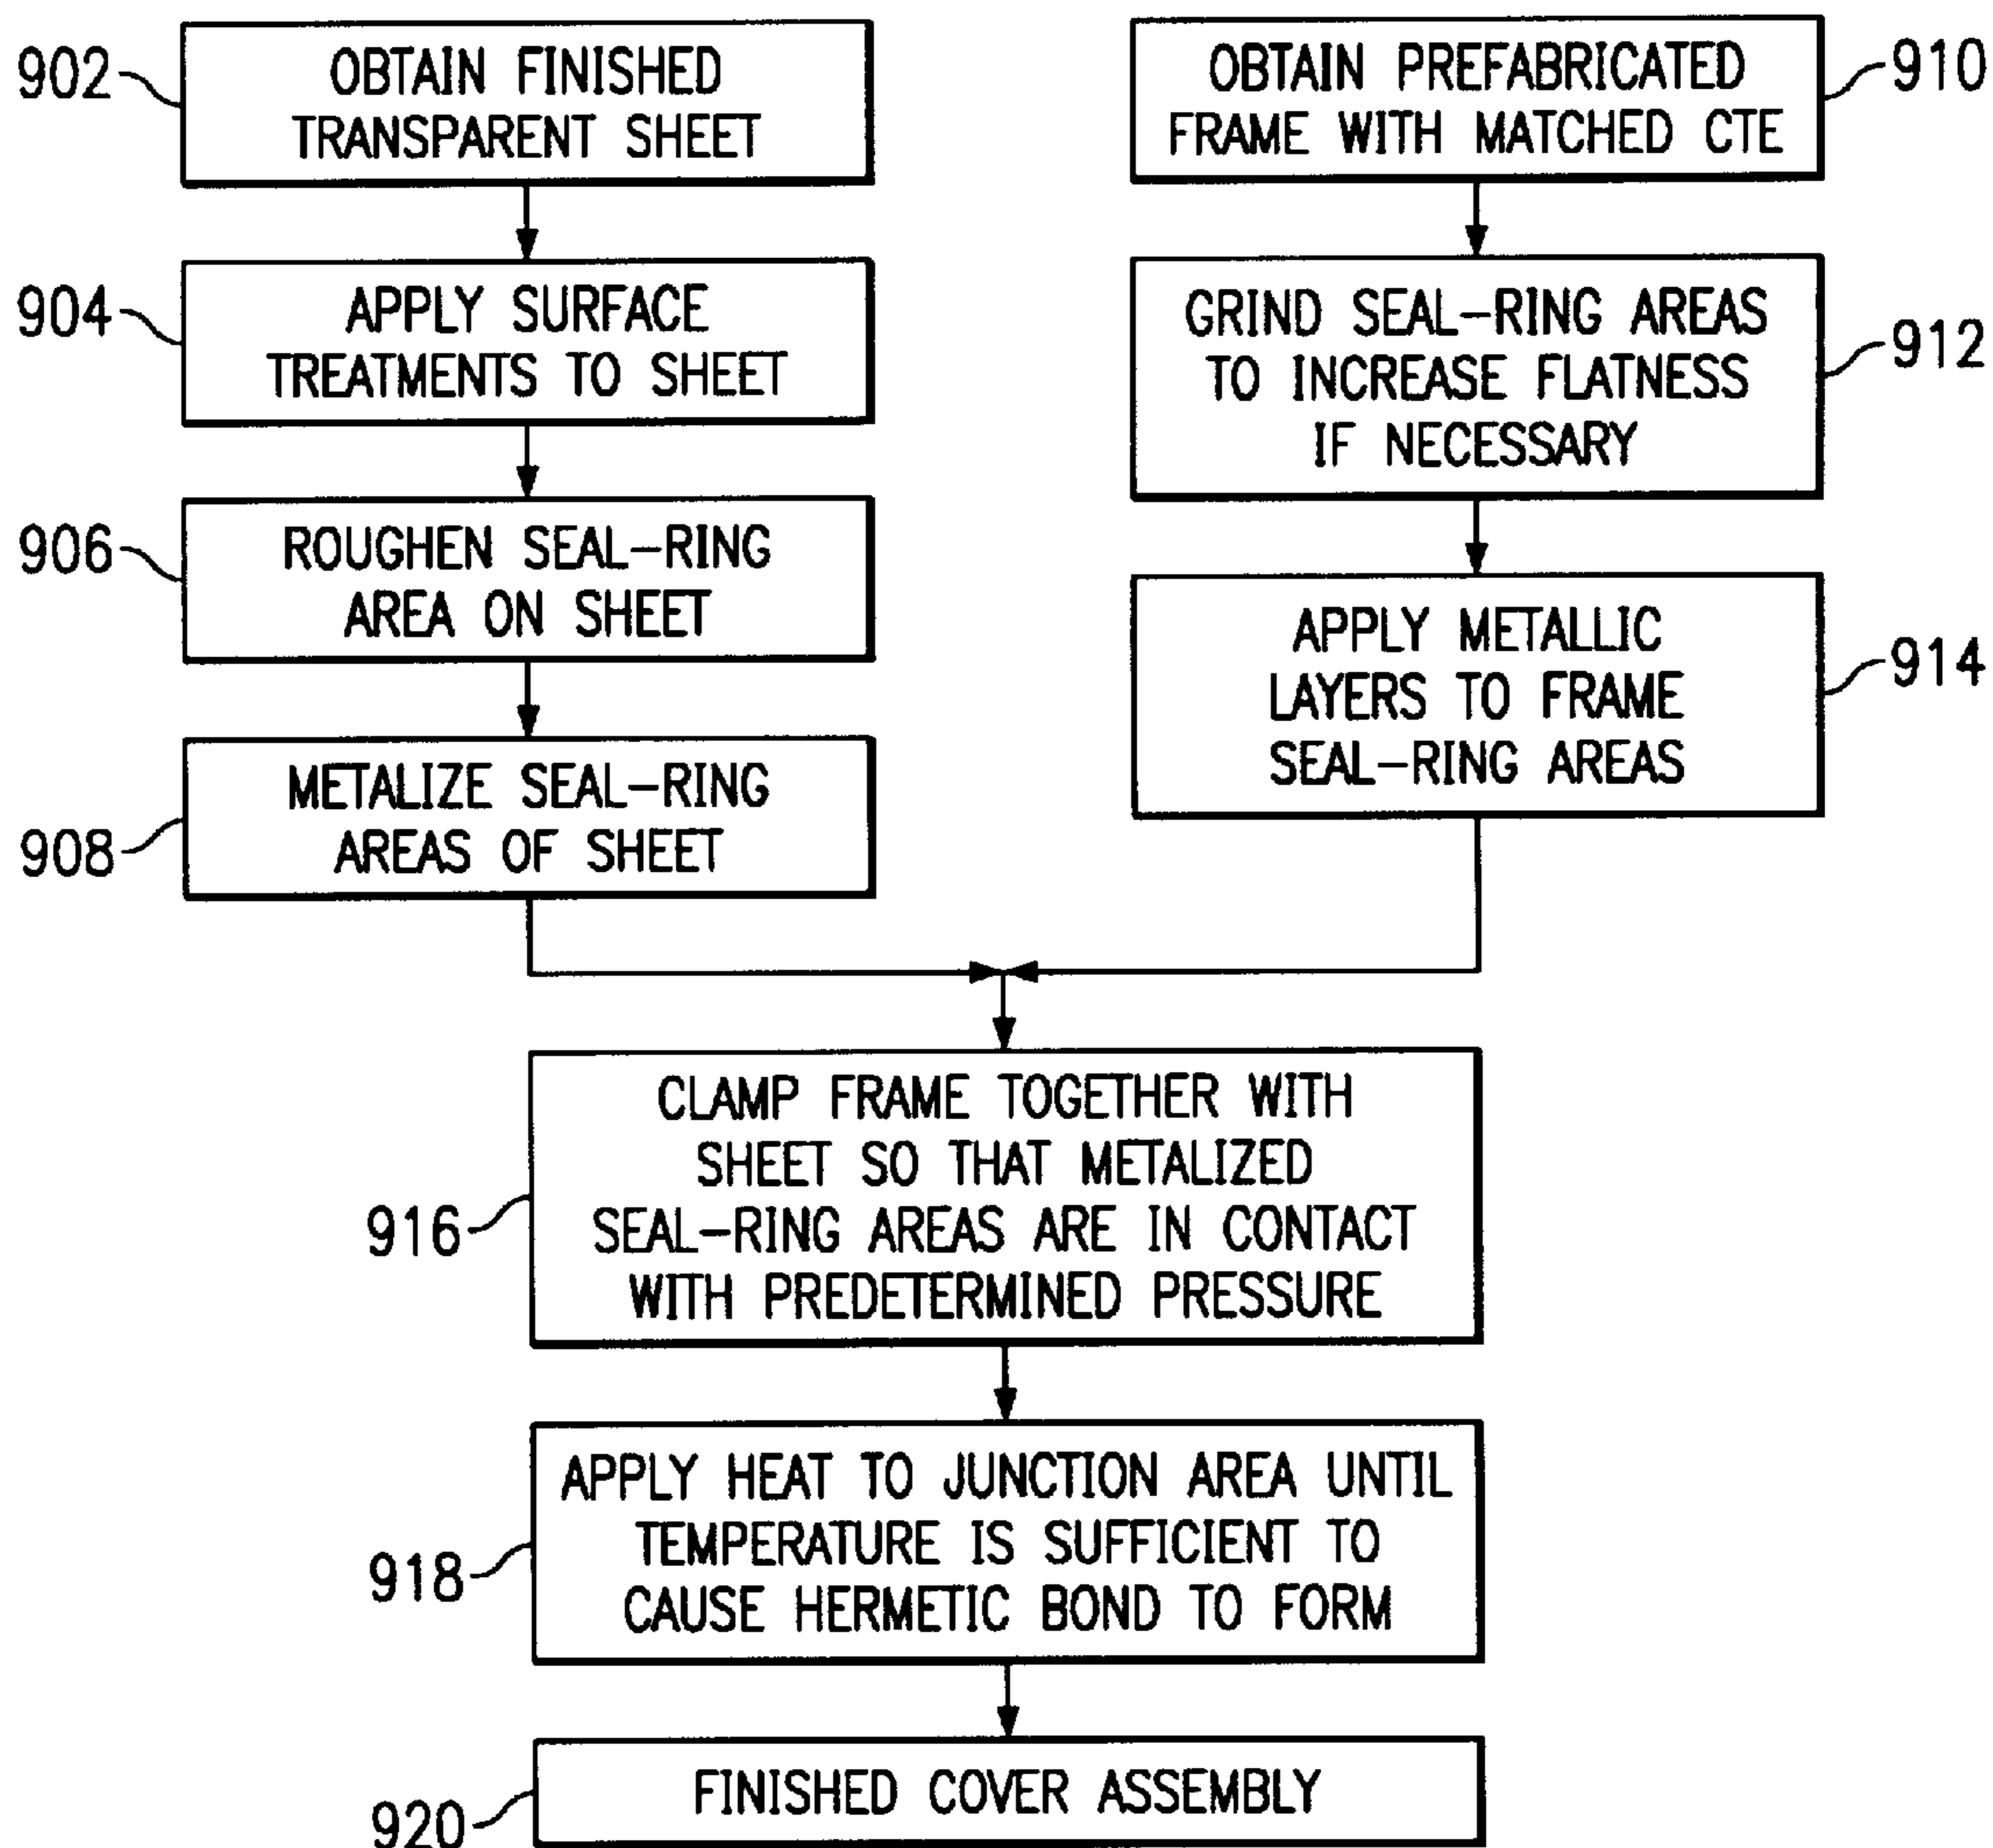 902
OBTAIN FINISHED
TRANSPARENT SHEET
904
APPLY SURFACE
TREATMENTS TO SHEET
906
ROUGHEN SEAL-RING
AREA ON SHEET
908
METALIZE SEAL-RING
AREAS OF SHEET
910
OBTAIN PREFABRICATED
FRAME WITH MATCHED CTE
912
GRIND SEAL-RING AREAS
TO INCREASE FLATNESS
IF NECESSARY
914
APPLY METALLIC
LAYERS TO FRAME
SEAL-RING AREAS
916
CLAMP FRAME TOGETHER WITH
SHEET SO THAT METALIZED
SEAL-RING AREAS ARE IN CONTACT
WITH PREDETERMINED PRESSURE
918
APPLY HEAT TO JUNCTION AREA UNTIL
TEMPERATURE IS SUFFICIENT TO
CAUSE HERMETIC BOND TO FORM
920
FINISHED COVER ASSEMBLY